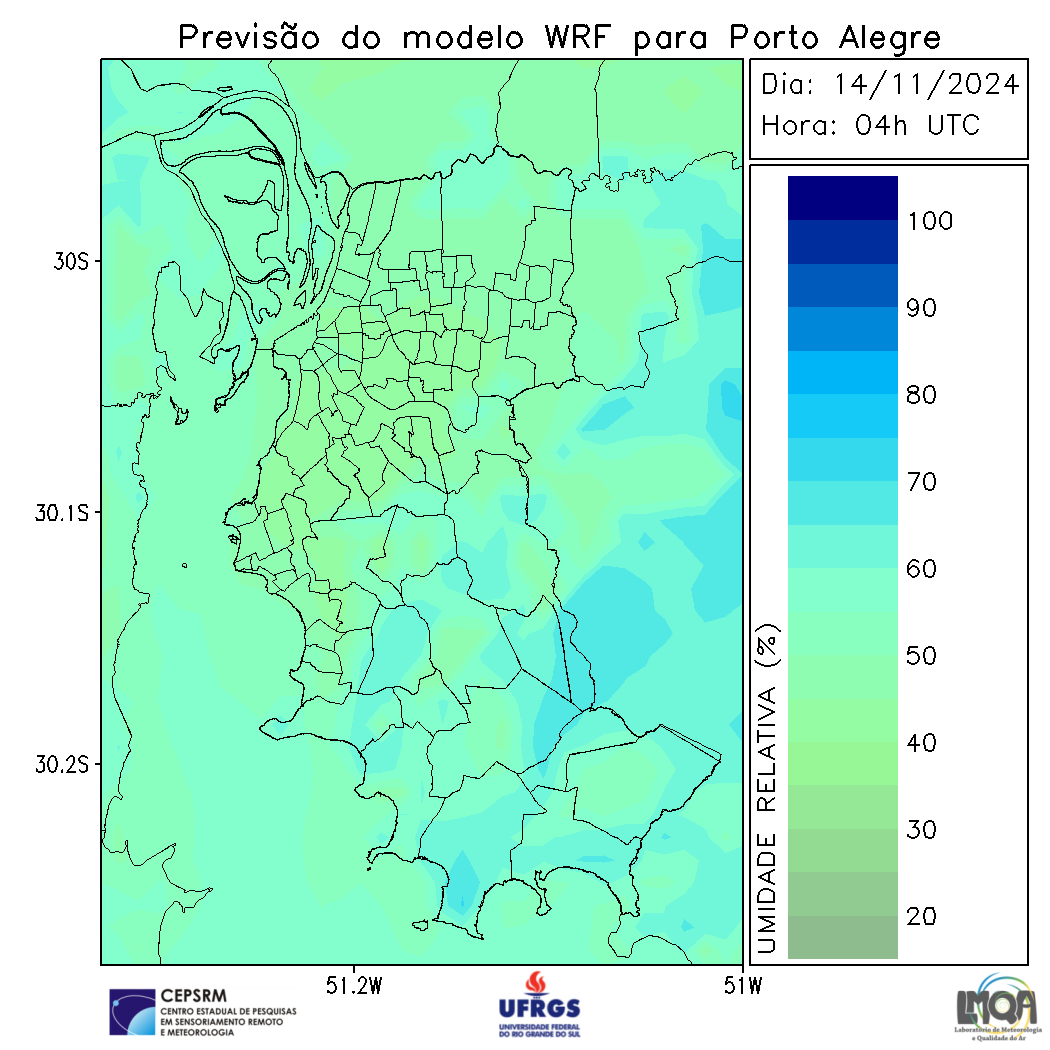 Previsão do modelo WRF para Porto Alegre
Dia: 14/11/2024
Hora: 04h UTC
30S
30.1S
30.2S
51.2W
51W
UMIDADE RELATIVA (%)
100
90
80
70
60
50
40
30
20
CEPSRM
CENTRO ESTADUAL DE PESQUISAS
EM SENSORIAMENTO REMOTO
E METEOROLOGIA
UFRGS
UNIVERSIDADE FEDERAL
DO RIO GRANDE DO SUL
LMQA
Laboratório de Meteorologia
e Qualidade do Ar